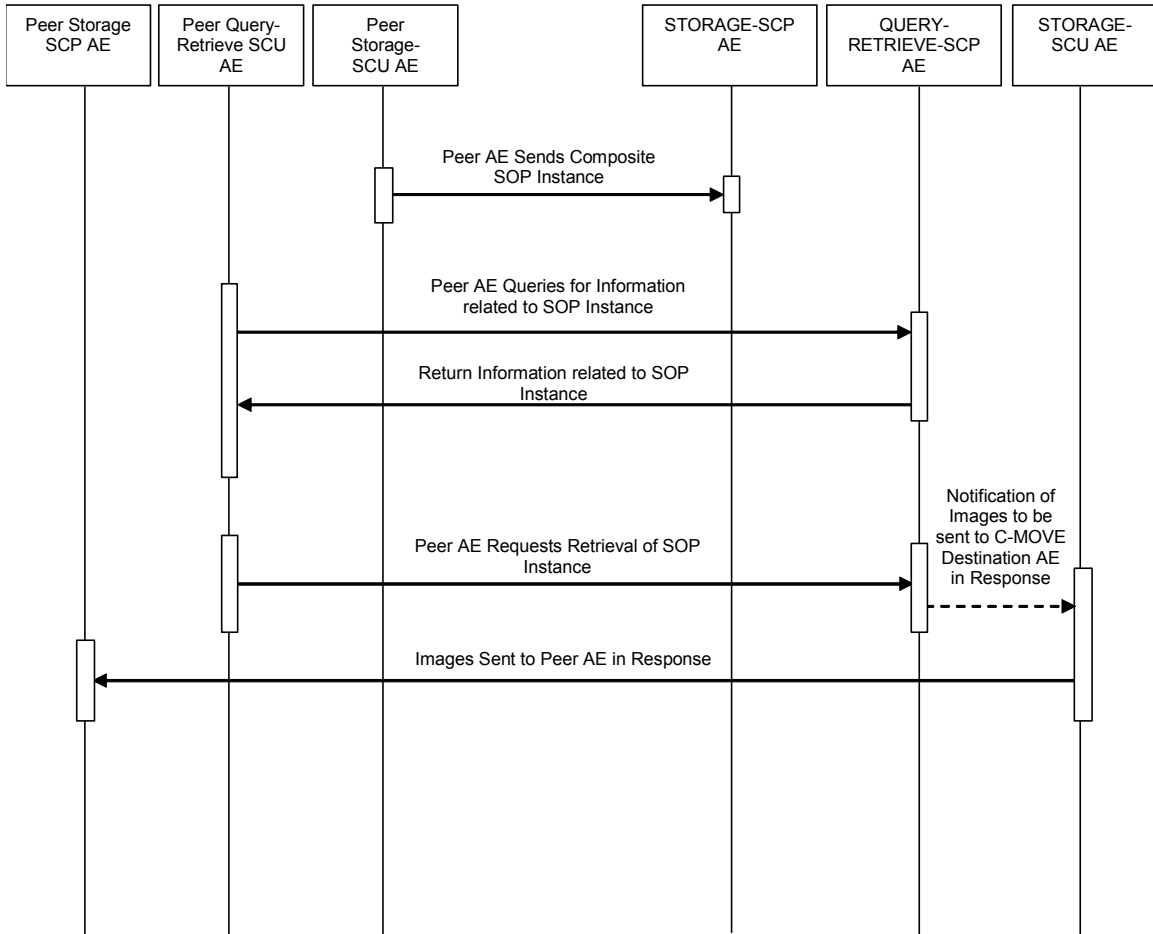 Peer Storage
SCP AE
Peer Query-
Retrieve SCU
AE
Peer
Storage-
SCU AE
STORAGE-SCP
AE
QUERY-
RETRIEVE-SCP
AE
STORAGE-
SCU AE
Peer AE Sends Composite
SOP Instance
Peer AE Queries for Information
related to SOP Instance
Return Information related to SOP
Instance
Notification of
Images to be
sent to C-MOVE
Destination AE
in Response
Peer AE Requests Retrieval of SOP
Instance
Images Sent to Peer AE in Response